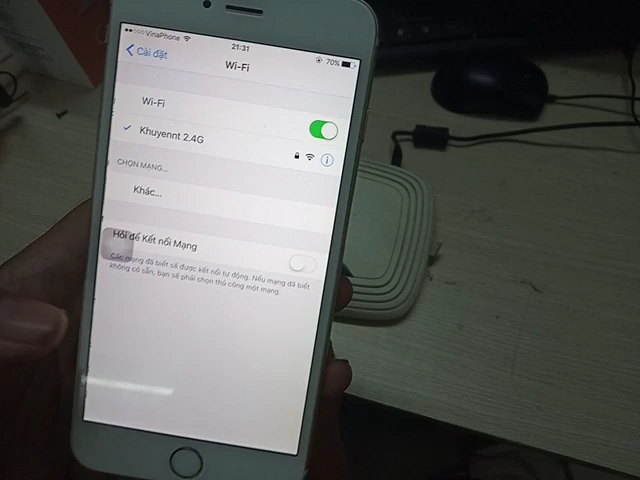 VinaPhone 21:31 70%
Cài đặt Wi-Fi
Wi-Fi
Khuyennt 2.4G
CHỌN MẠNG...
Khác...
Hỏi để Kết nối Mạng
Các mạng đã biết sẽ được kết nối tự động. Nếu mạng đã biết
không có sẵn, bạn sẽ phải chọn thủ công một mạng